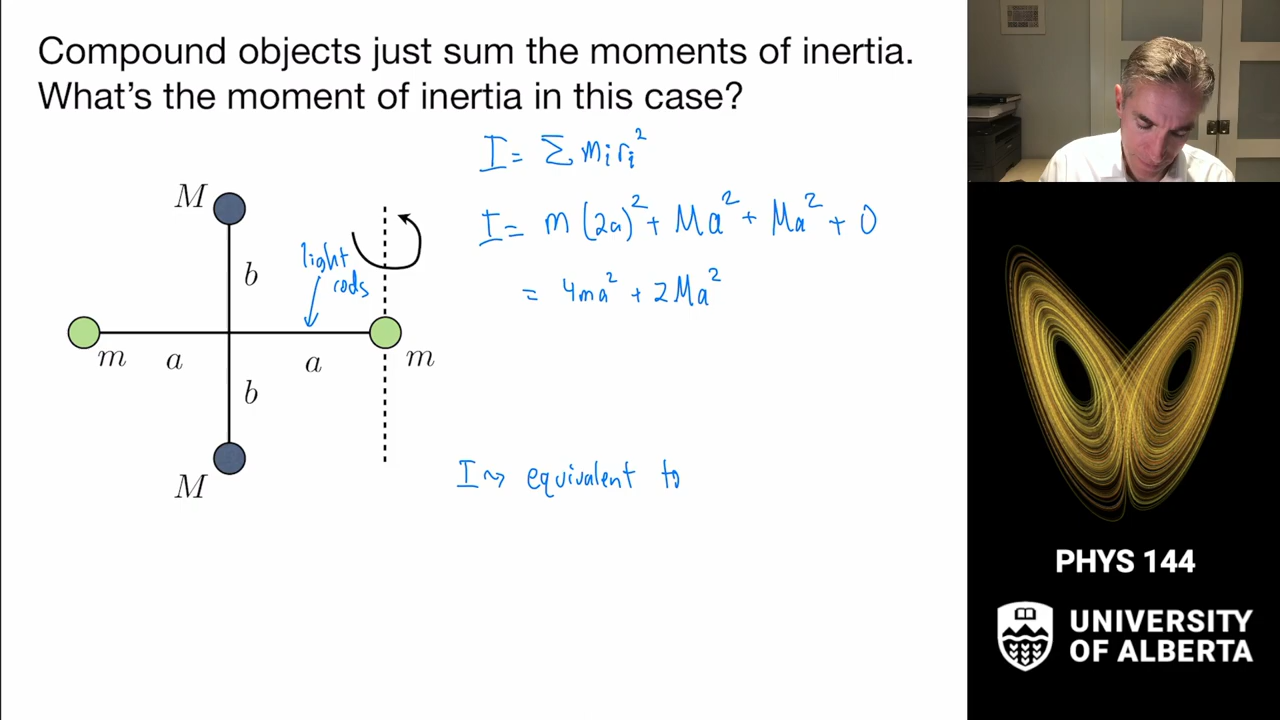 Compound objects just sum the moments of inertia.
What's the moment of inertia in this case?
I = Σ mᵢrᵢ²
M
I = m(2a)² + Ma² + Ma² + 0
light
rods
b
= 4ma² + 2Ma²
m a a m
b
M
I ⇝ equivalent to
PHYS 144
UNIVERSITY
OF ALBERTA